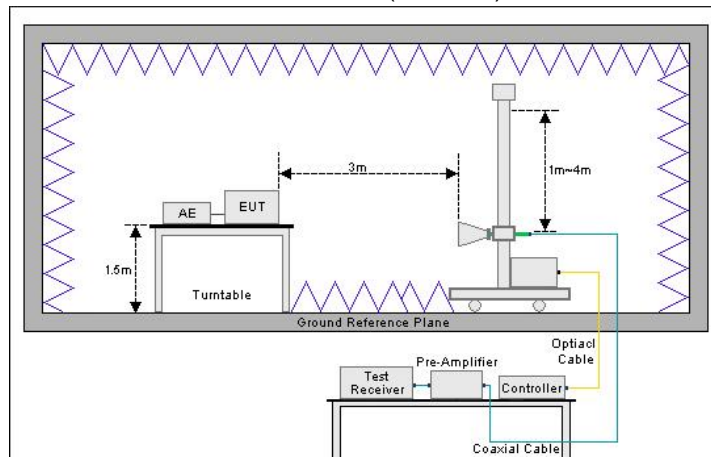 3m
1m~4m
AE
EUT
1.5m
Turntable
Ground Reference Plane
Optiacl
Cable
Pre-Amplifier
Test
Receiver
Controller
Coaxial Cable